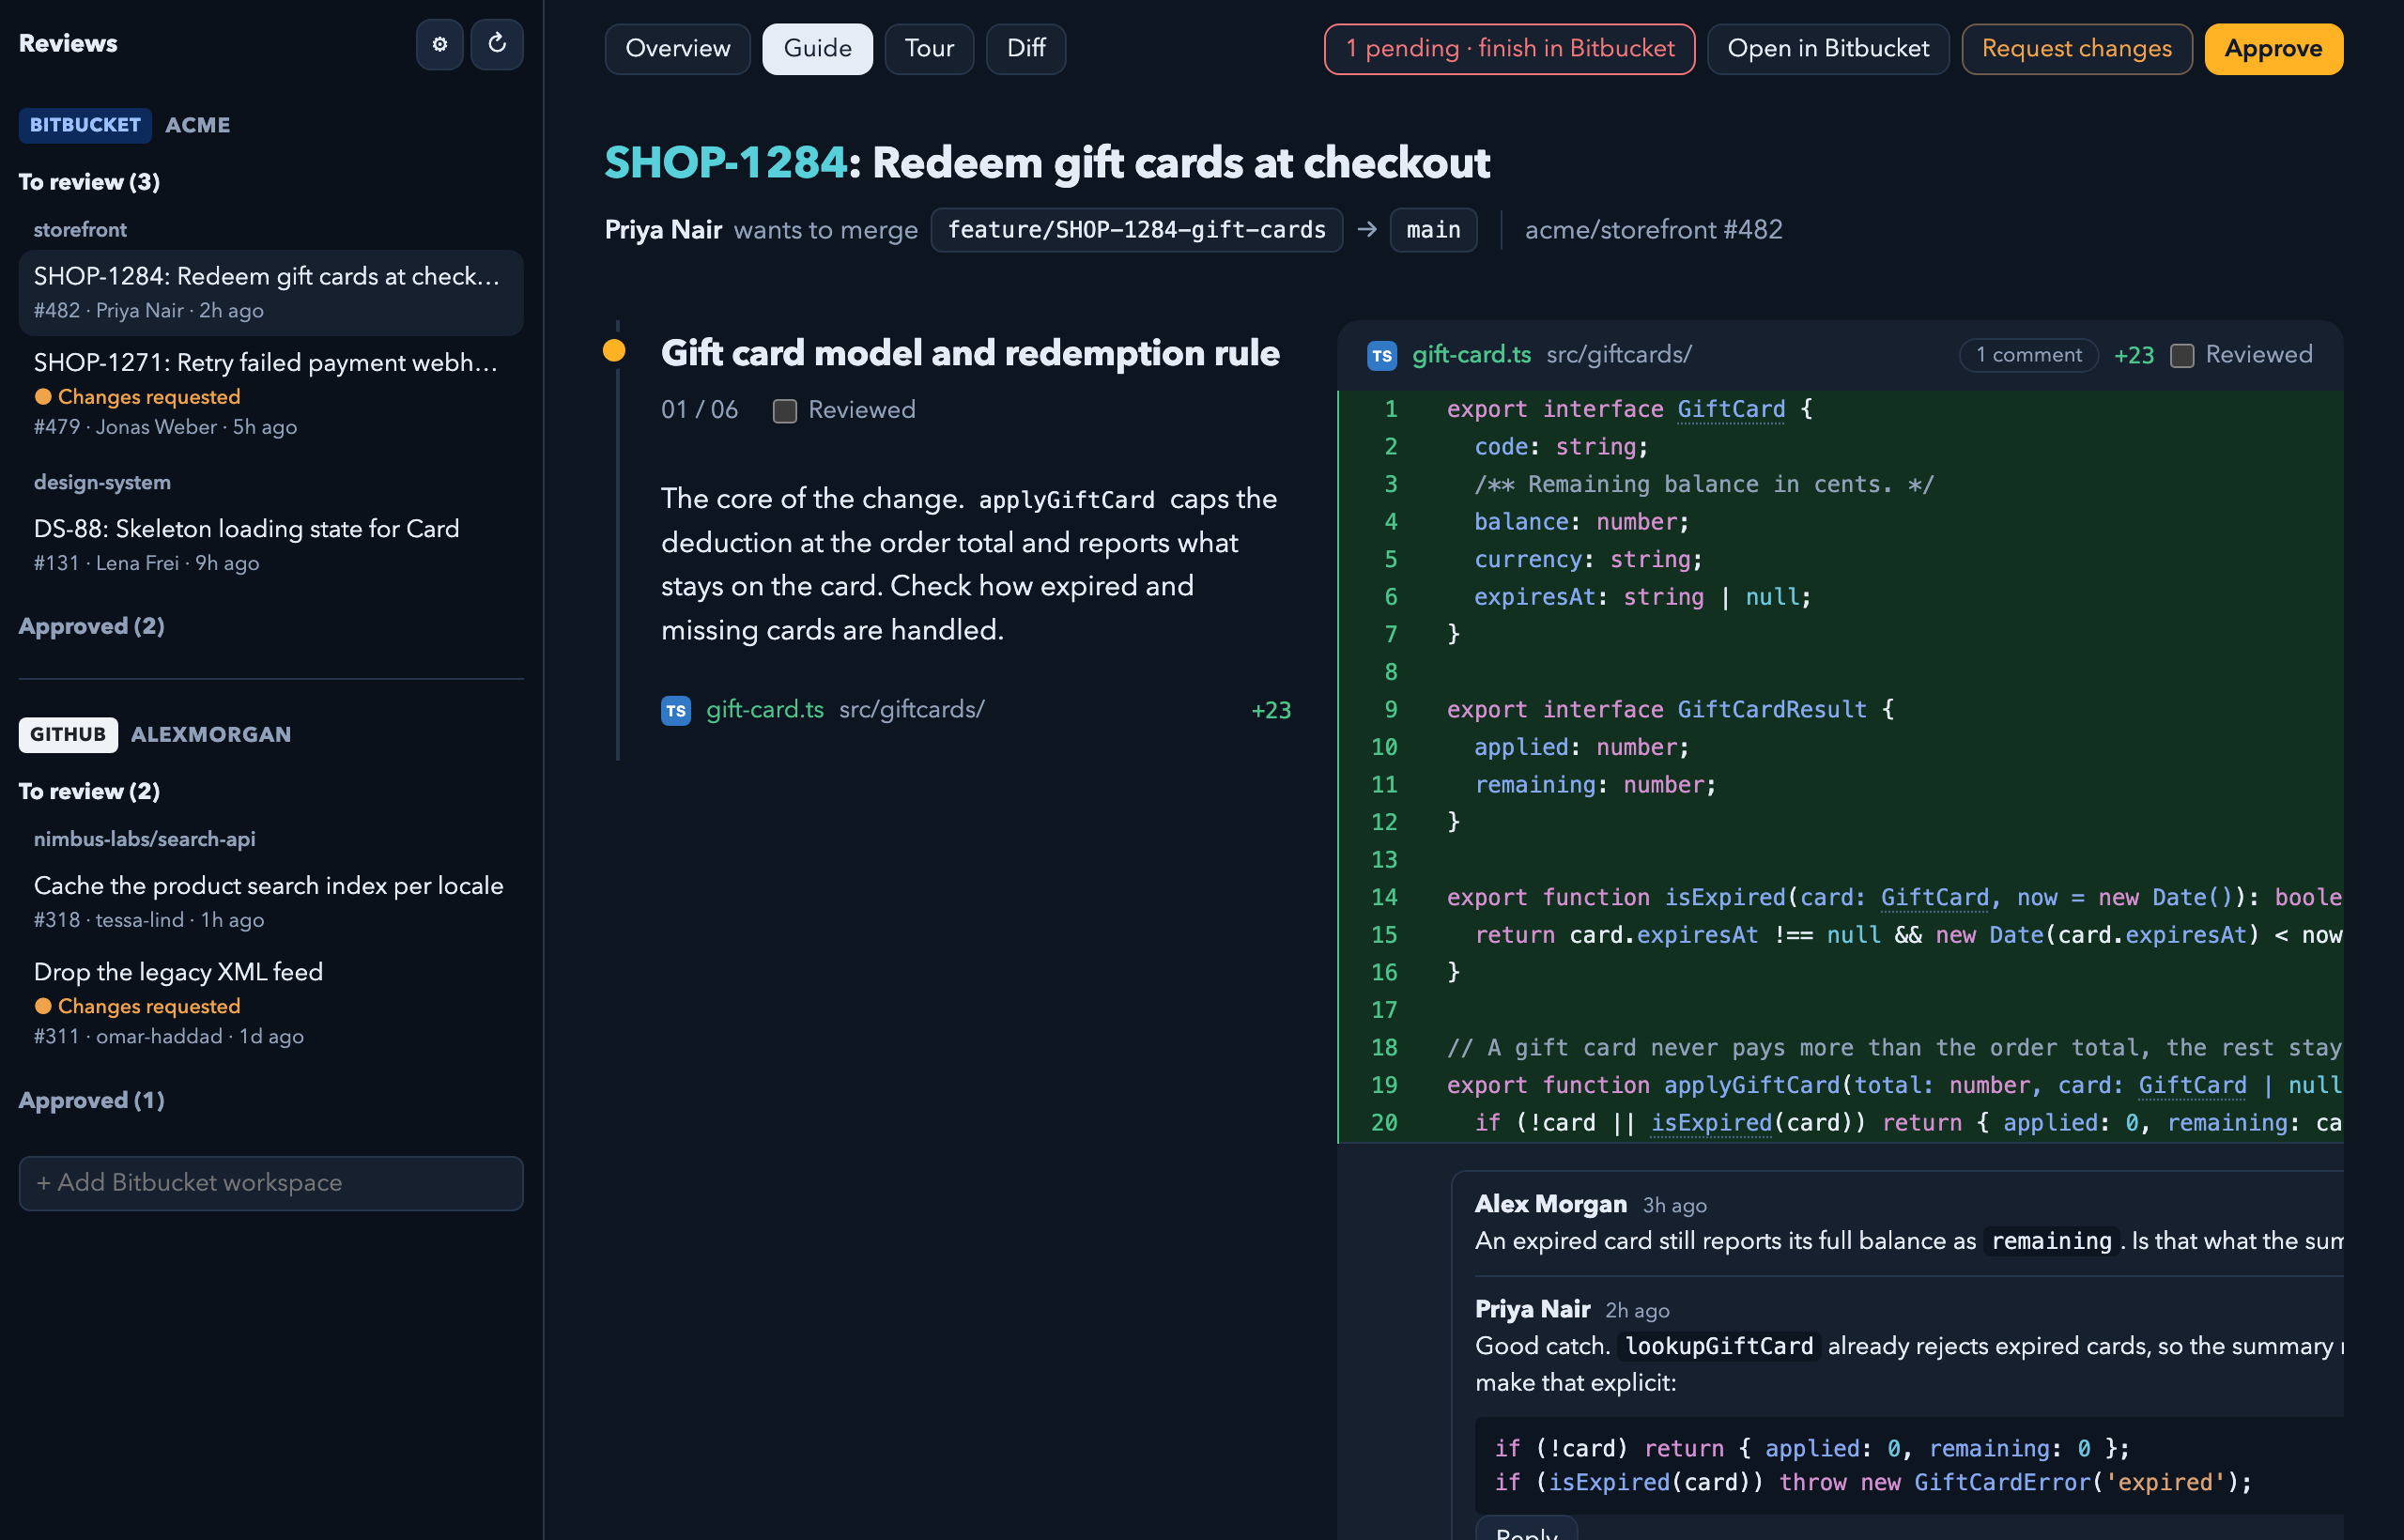 Reviews
BITBUCKET ACME
To review (3)
storefront
SHOP-1284: Redeem gift cards at check…
#482 · Priya Nair · 2h ago
SHOP-1271: Retry failed payment webh…
Changes requested
#479 · Jonas Weber · 5h ago
design-system
DS-88: Skeleton loading state for Card
#131 · Lena Frei · 9h ago
Approved (2)
GITHUB ALEXMORGAN
To review (2)
nimbus-labs/search-api
Cache the product search index per locale
#318 · tessa-lind · 1h ago
Drop the legacy XML feed
Changes requested
#311 · omar-haddad · 1d ago
Approved (1)
+ Add Bitbucket workspace
Overview Guide Tour Diff
1 pending · finish in Bitbucket Open in Bitbucket Request changes Approve
SHOP-1284: Redeem gift cards at checkout
Priya Nair wants to merge feature/SHOP-1284-gift-cards → main acme/storefront #482
Gift card model and redemption rule
01 / 06 Reviewed
The core of the change. applyGiftCard caps the
deduction at the order total and reports what
stays on the card. Check how expired and
missing cards are handled.
TS gift-card.ts src/giftcards/ +23
TS gift-card.ts src/giftcards/ 1 comment +23 Reviewed
1 export interface GiftCard {
2 code: string;
3 /** Remaining balance in cents. */
4 balance: number;
5 currency: string;
6 expiresAt: string | null;
7 }
8
9 export interface GiftCardResult {
10 applied: number;
11 remaining: number;
12 }
13
14 export function isExpired(card: GiftCard, now = new Date()): boole
15 return card.expiresAt !== null && new Date(card.expiresAt) < now
16 }
17
18 // A gift card never pays more than the order total, the rest stay
19 export function applyGiftCard(total: number, card: GiftCard | null
20 if (!card || isExpired(card)) return { applied: 0, remaining: ca
Alex Morgan 3h ago
An expired card still reports its full balance as remaining. Is that what the sum
Priya Nair 2h ago
Good catch. lookupGiftCard already rejects expired cards, so the summary
make that explicit:
if (!card) return { applied: 0, remaining: 0 };
if (isExpired(card)) throw new GiftCardError('expired');
Reply